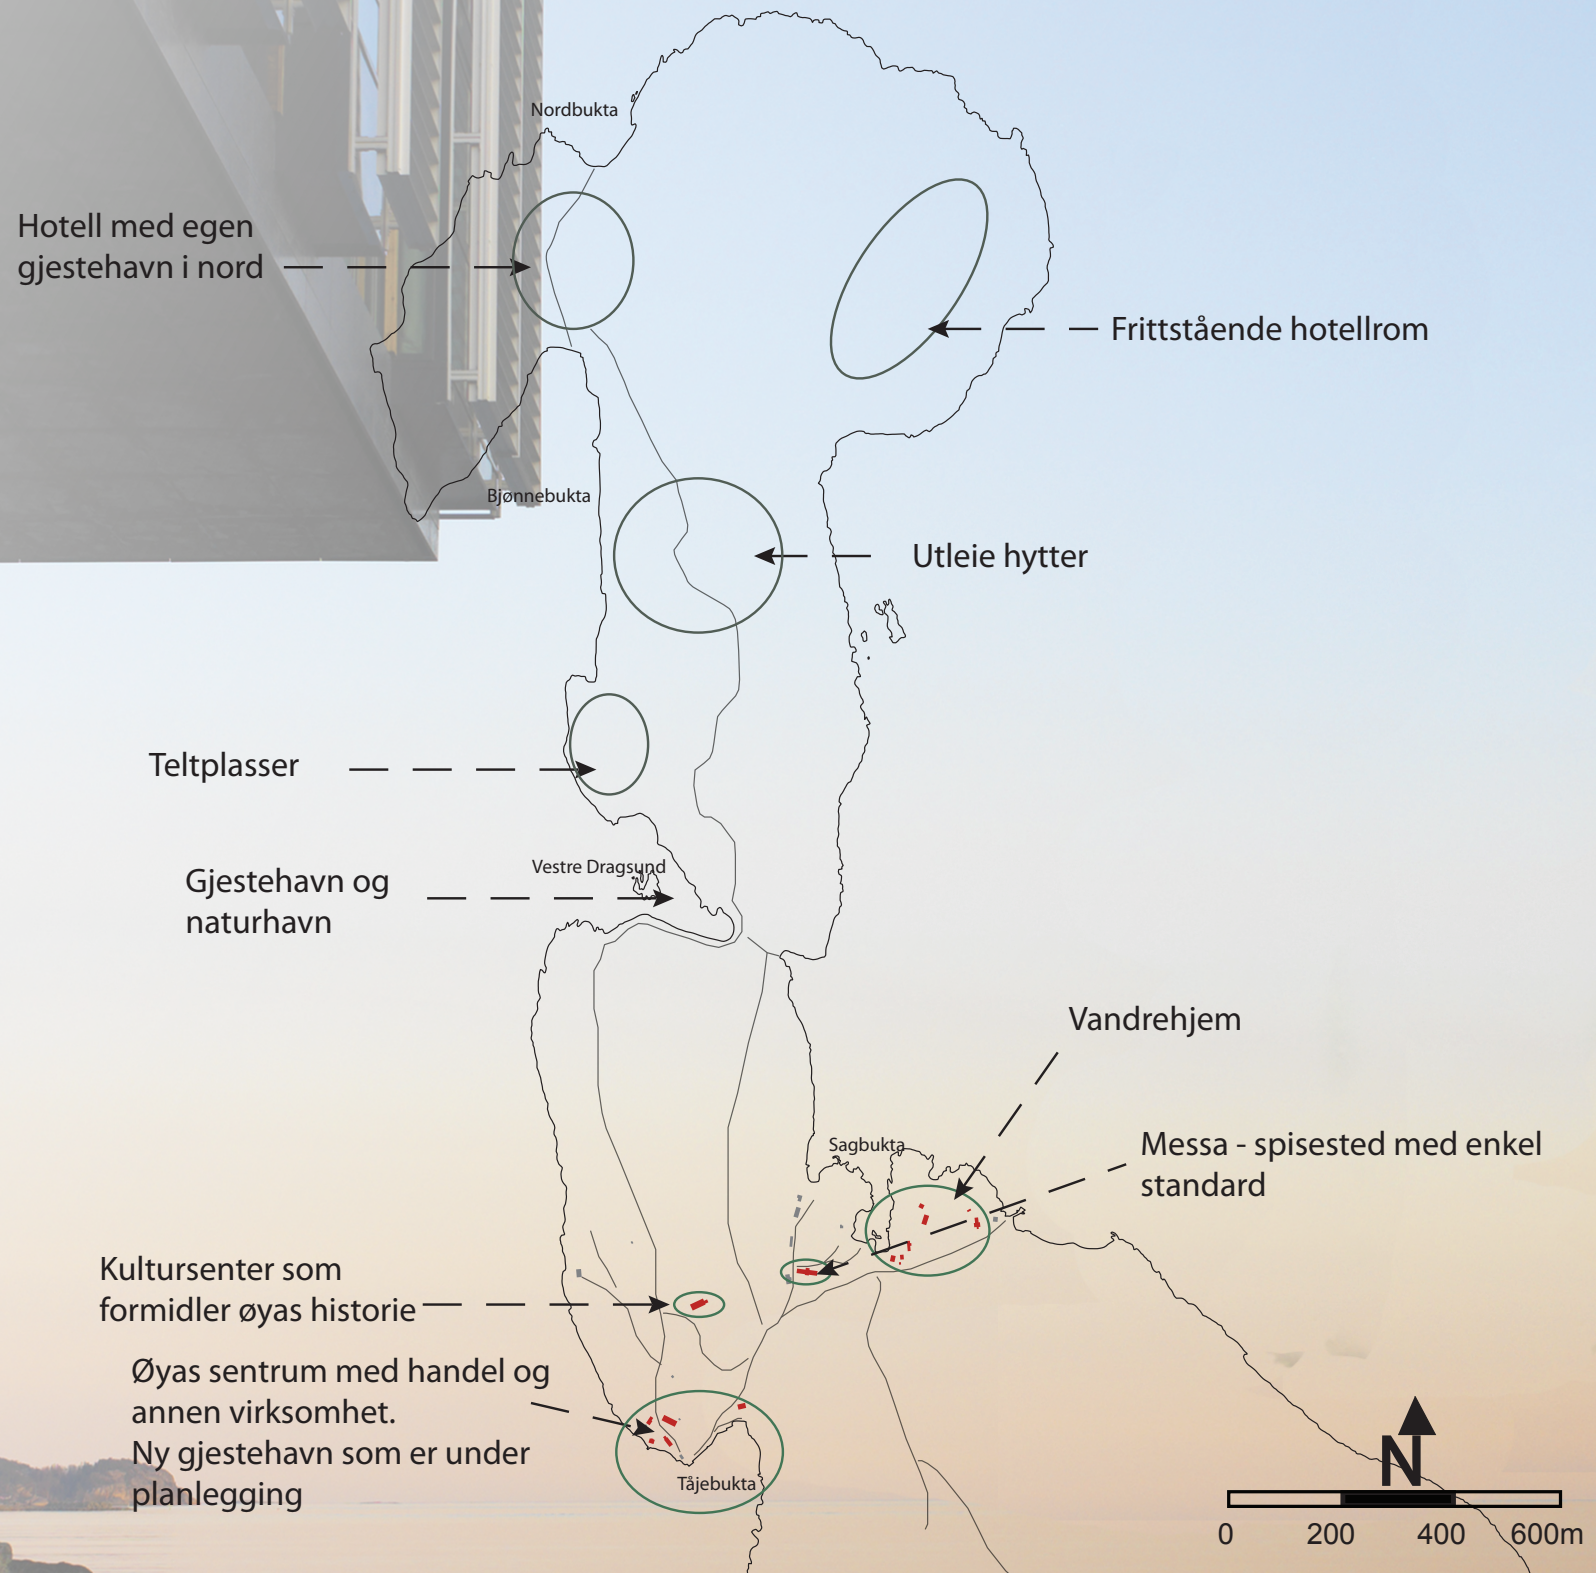 Nordbukta
Hotell med egen
gjestehavn i nord
Frittstående hotellrom
Bjønnebukta
Utleie hytter
Teltplasser
Vestre Dragsund
Gjestehavn og
naturhavn
Vandrehjem
Sagbukta
Messa - spisested med enkel
standard
Kultursenter som
formidler øyas historie
Øyas sentrum med handel og
annen virksomhet.
Ny gjestehavn som er under
planlegging
Tåjebukta
N
0 200 400 600m